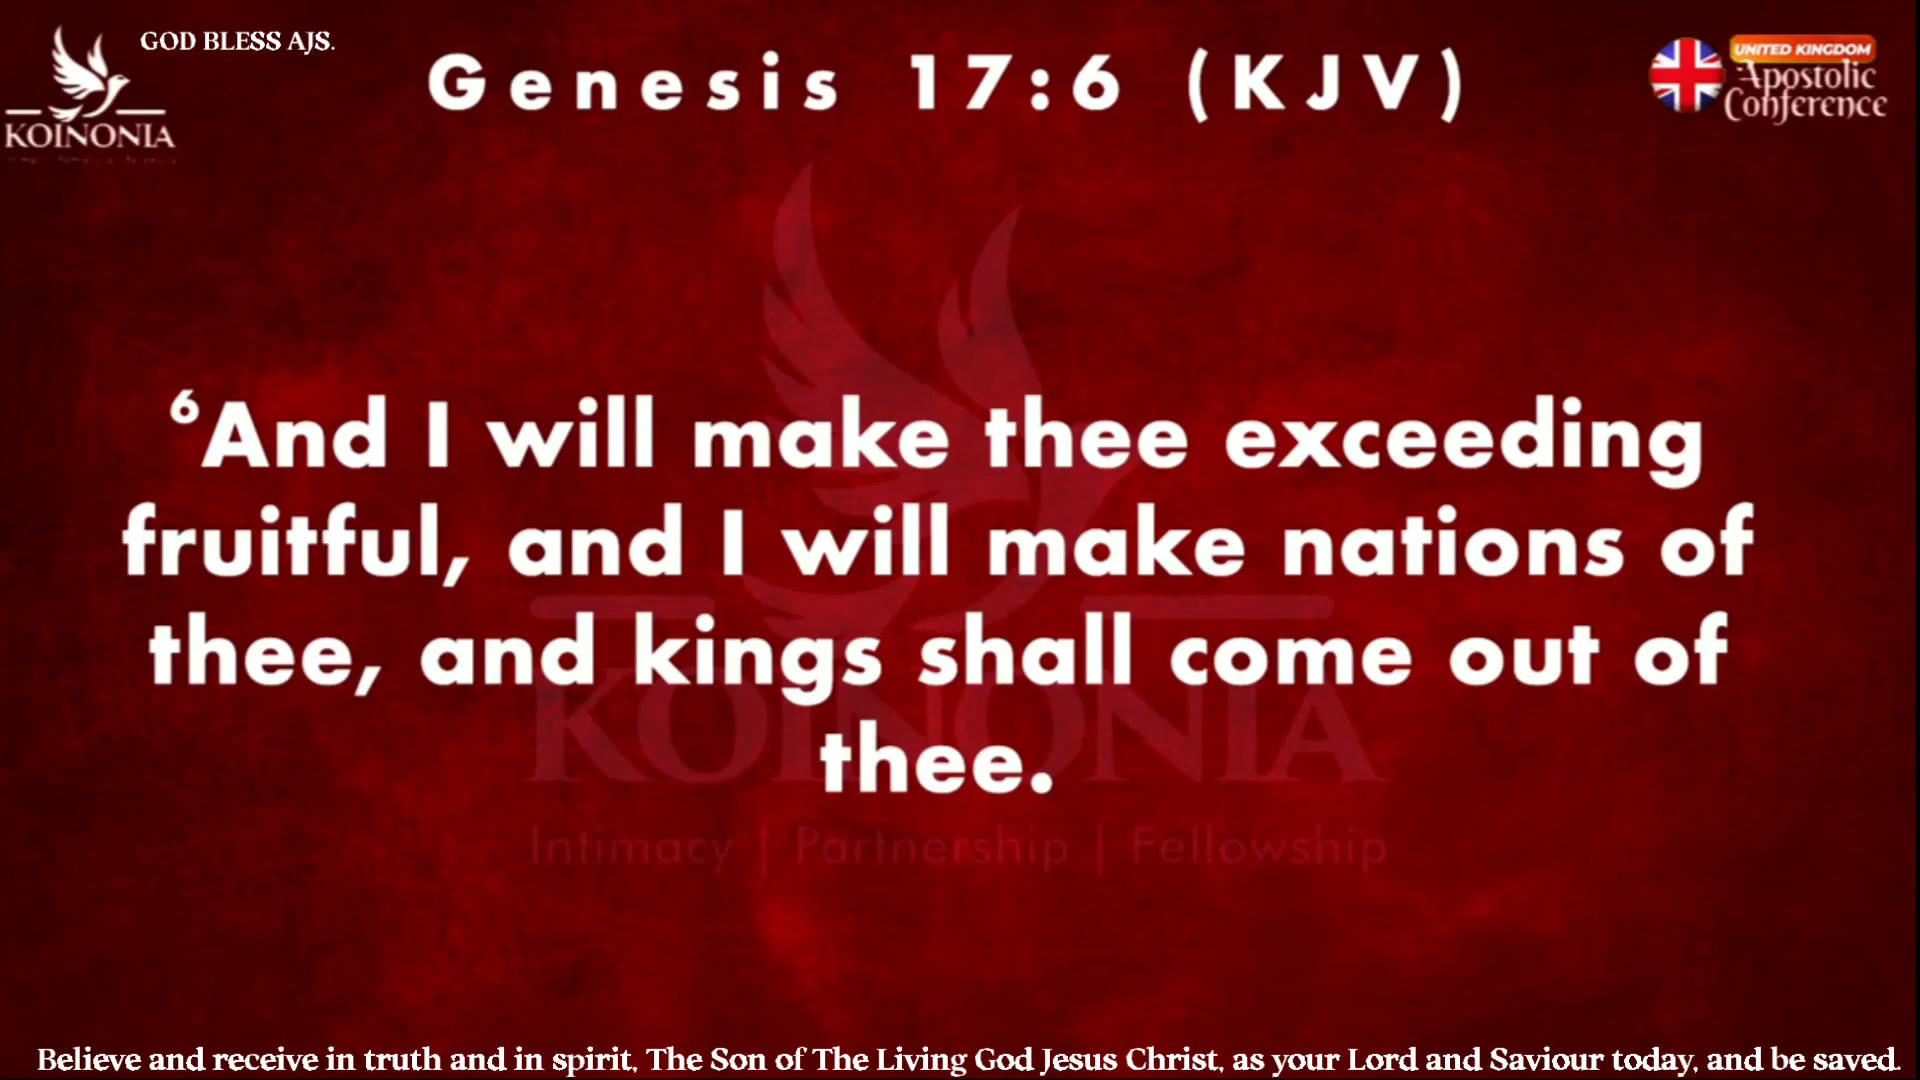 GOD BLESS AJS.
KOINONIA
Genesis 17:6 (KJV)
UNITED KINGDOM
Apostolic
Conference
⁶And I will make thee exceeding
fruitful, and I will make nations of
thee, and kings shall come out of
thee.
KOINONIA
Intimacy | Partnership | Fellowship
Believe and receive in truth and in spirit, The Son of The Living God Jesus Christ, as your Lord and Saviour today, and be saved.